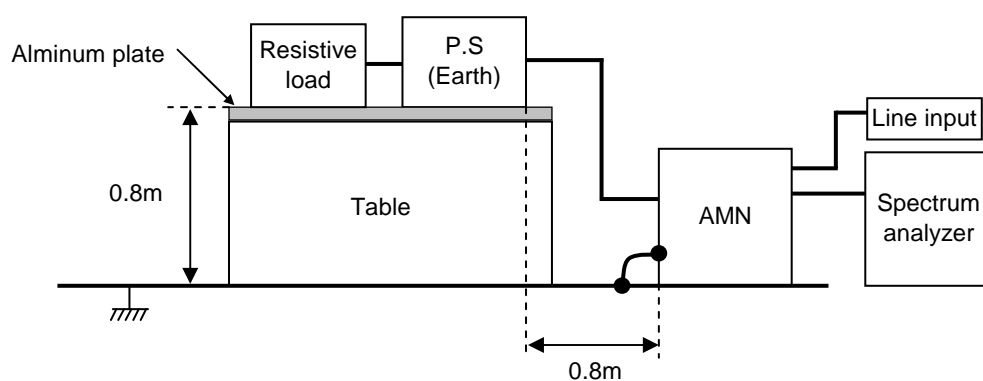 Alminum plate
Resistive
load
P.S
(Earth)
Line input
0.8m
Table
AMN
Spectrum
analyzer
0.8m